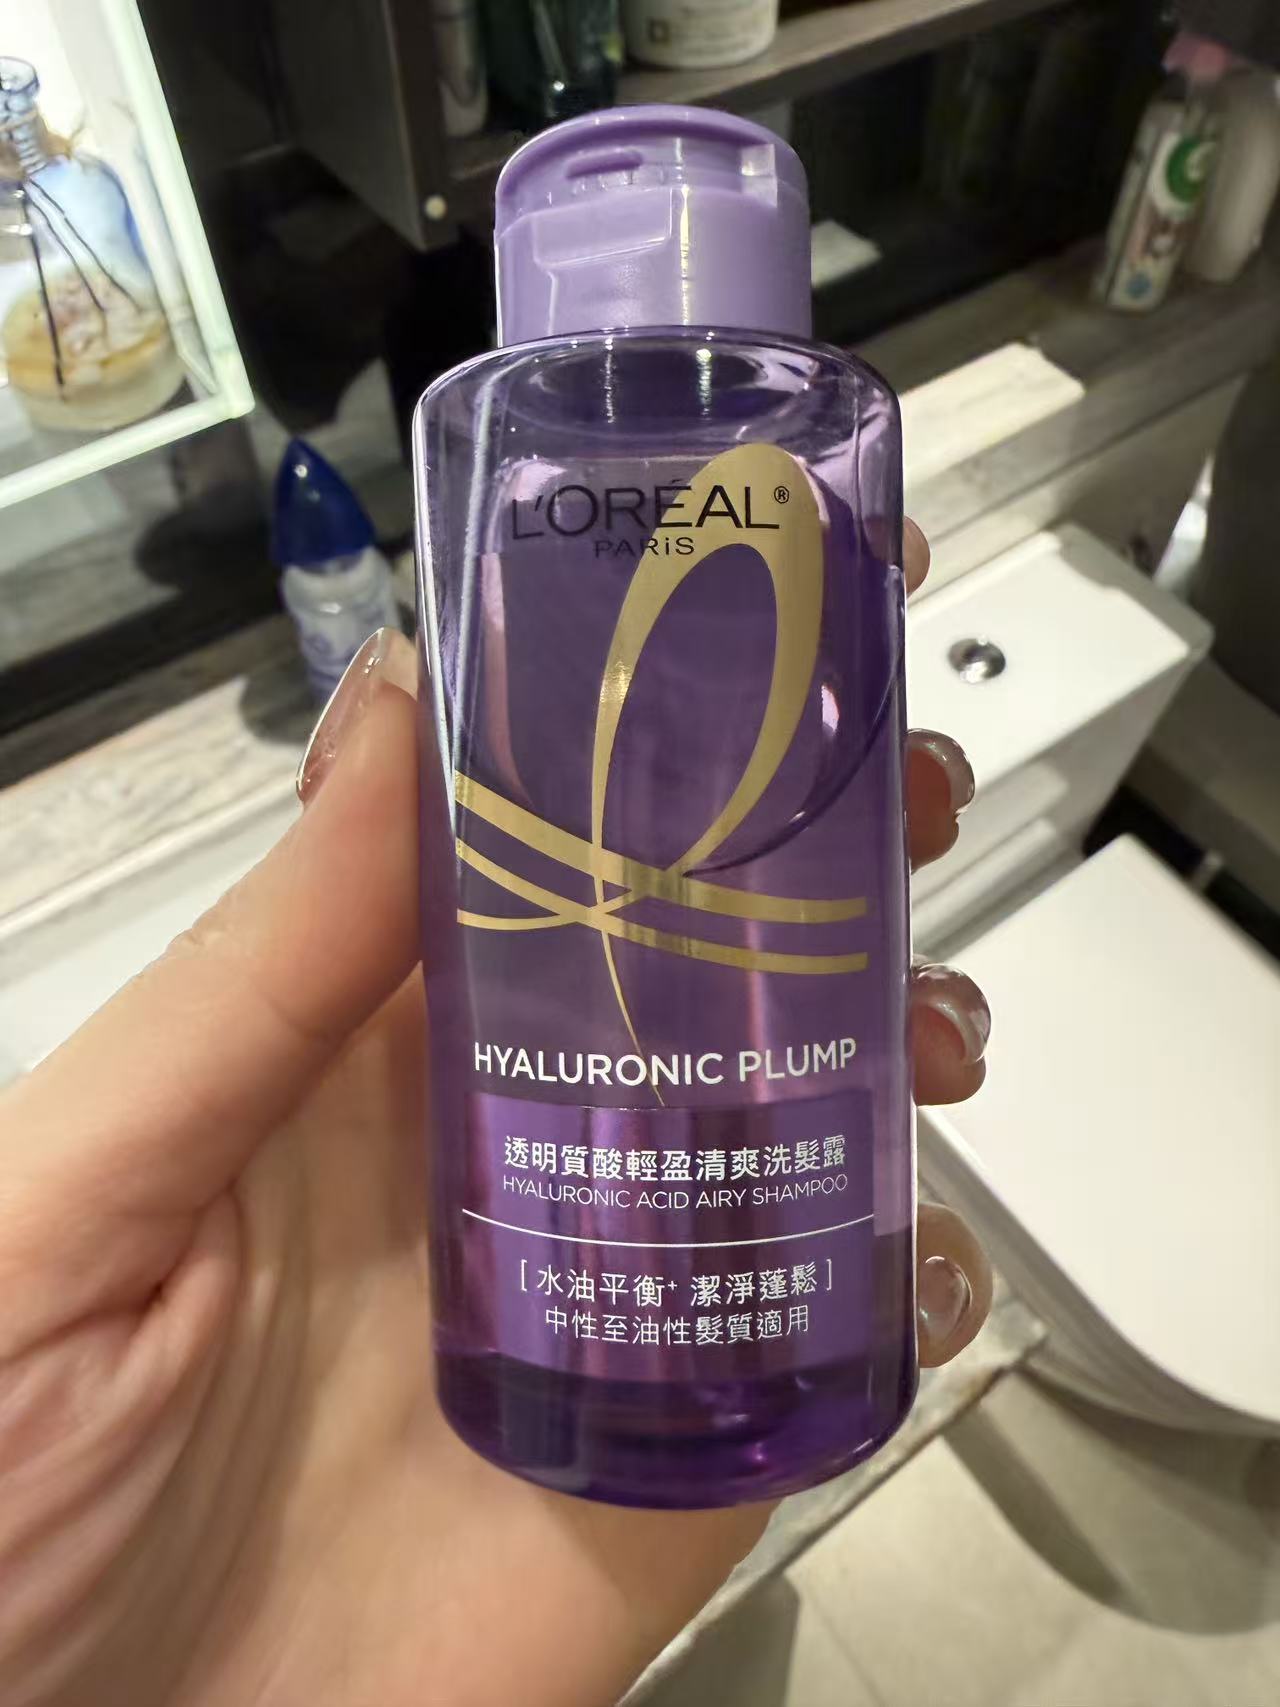 L'ORÉAL®
PARiS
HYALURONIC PLUMP
透明質酸輕盈清爽洗髮露
HYALURONIC ACID AIRY SHAMPOO
[ 水油平衡⁺ 潔淨蓬鬆 ]
中性至油性髮質適用